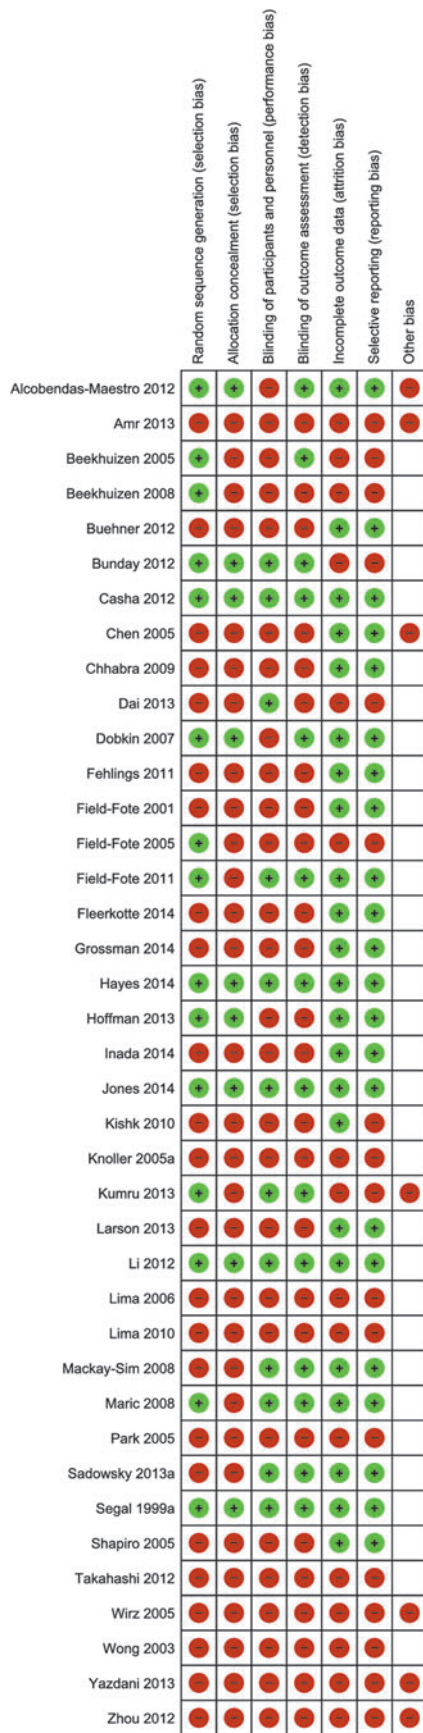 Random sequence generation (selection bias)
Allocation concealment (selection bias)
Blinding of participants and personnel (performance bias)
Blinding of outcome assessment (detection bias)
Incomplete outcome data (attrition bias)
Selective reporting (reporting bias)
Other bias
Alcobendas-Maestro 2012 + + - + + + -
Amr 2013 - - - - - - -
Beekhuizen 2005 + - - + - -
Beekhuizen 2008 + - - - - -
Buehner 2012 - - - - + +
Bunday 2012 + + + + - -
Casha 2012 + + + + + +
Chen 2005 - - - - + + -
Chhabra 2009 - - - - + +
Dai 2013 - - + - - -
Dobkin 2007 + + - + + +
Fehlings 2011 - - - - + +
Field-Fote 2001 - - - - + +
Field-Fote 2005 + - - - - -
Field-Fote 2011 + - + + + +
Fleerkotte 2014 - - - - + +
Grossman 2014 - - - - + +
Hayes 2014 + + + + + +
Hoffman 2013 + + - - + +
Inada 2014 - - - - + +
Jones 2014 + + + + + +
Kishk 2010 - - - - + -
Knoller 2005a - - - - - -
Kumru 2013 + - + + - - -
Larson 2013 - - - - + +
Li 2012 + + + + + +
Lima 2006 - - - - - -
Lima 2010 - - - - - -
Mackay-Sim 2008 - - + + + +
Maric 2008 + - + + + +
Park 2005 - - - - - -
Sadowsky 2013a - - + + + +
Segal 1999a + + + + + +
Shapiro 2005 - - - - + +
Takahashi 2012 - - - - - -
Wirz 2005 - - - - - - -
Wong 2003 - - - - - -
Yazdani 2013 - - - - - - -
Zhou 2012 - - - - - - -